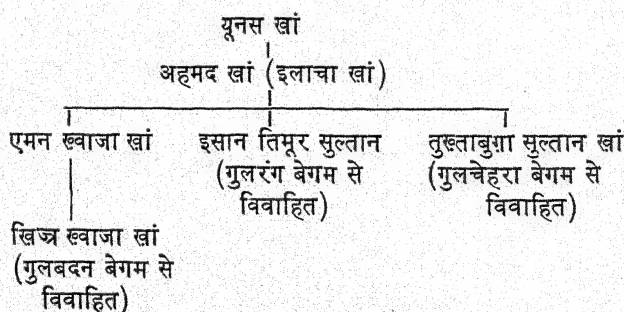 यूनस खां
अहमद खां (इलाचा खां)
एमन ख्वाजा खां इसान तिमूर सुल्तान तुख्ताबुग़ा सुल्तान खां
(गुलरंग बेगम से (गुलचेहरा बेगम से
विवाहित) विवाहित)
खिज्र ख्वाजा खां
(गुलबदन बेगम से
विवाहित)